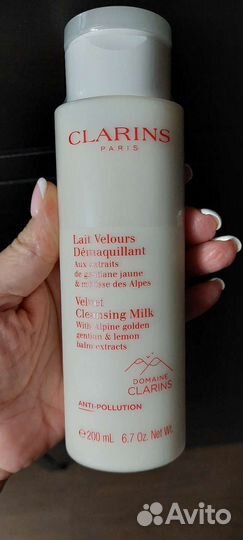 CLARINS
PARIS
Lait Velours
Démaquillant
Aux extraits
de gentiane jaune
& mélisse des Alpes
Velvet
Cleansing Milk
With Alpine golden
gentian & lemon
balm extracts
DOMAINE
CLARINS
ANTI-POLLUTION
e 200 mL 6.7 Oz. Net Wt.
Avito